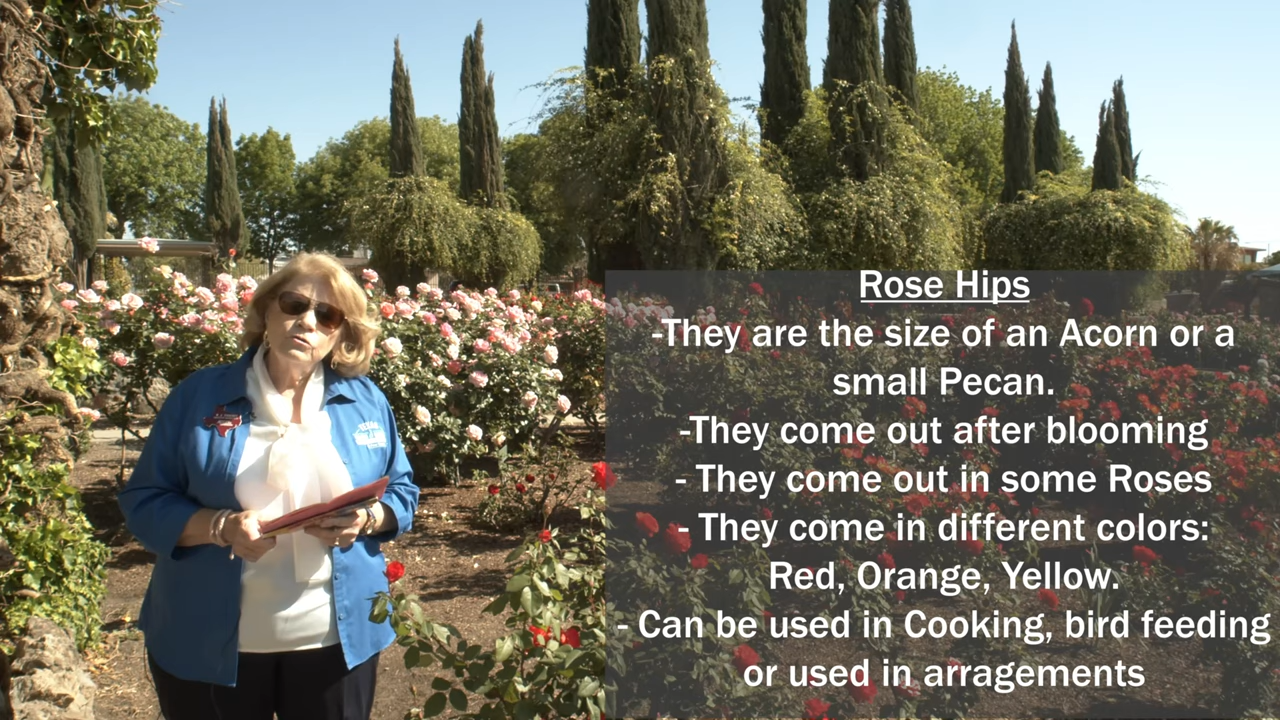 Rose Hips
-They are the size of an Acorn or a
small Pecan.
-They come out after blooming
- They come out in some Roses
- They come in different colors:
Red, Orange, Yellow.
- Can be used in Cooking, bird feeding
or used in arragements
TEXAS